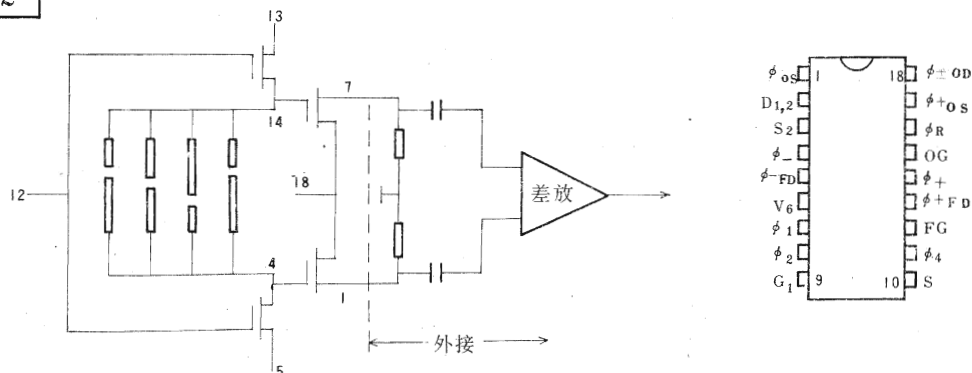 2
13
7
14
12
18
差放
4
1
5
外接
ϕOS 1 18 ϕ±OD
D1,2 ϕ+OS
S2 ϕR
ϕ− OG
ϕ−FD ϕ+
V6 ϕ+FD
ϕ1 FG
ϕ2 ϕ4
G1 9 10 S